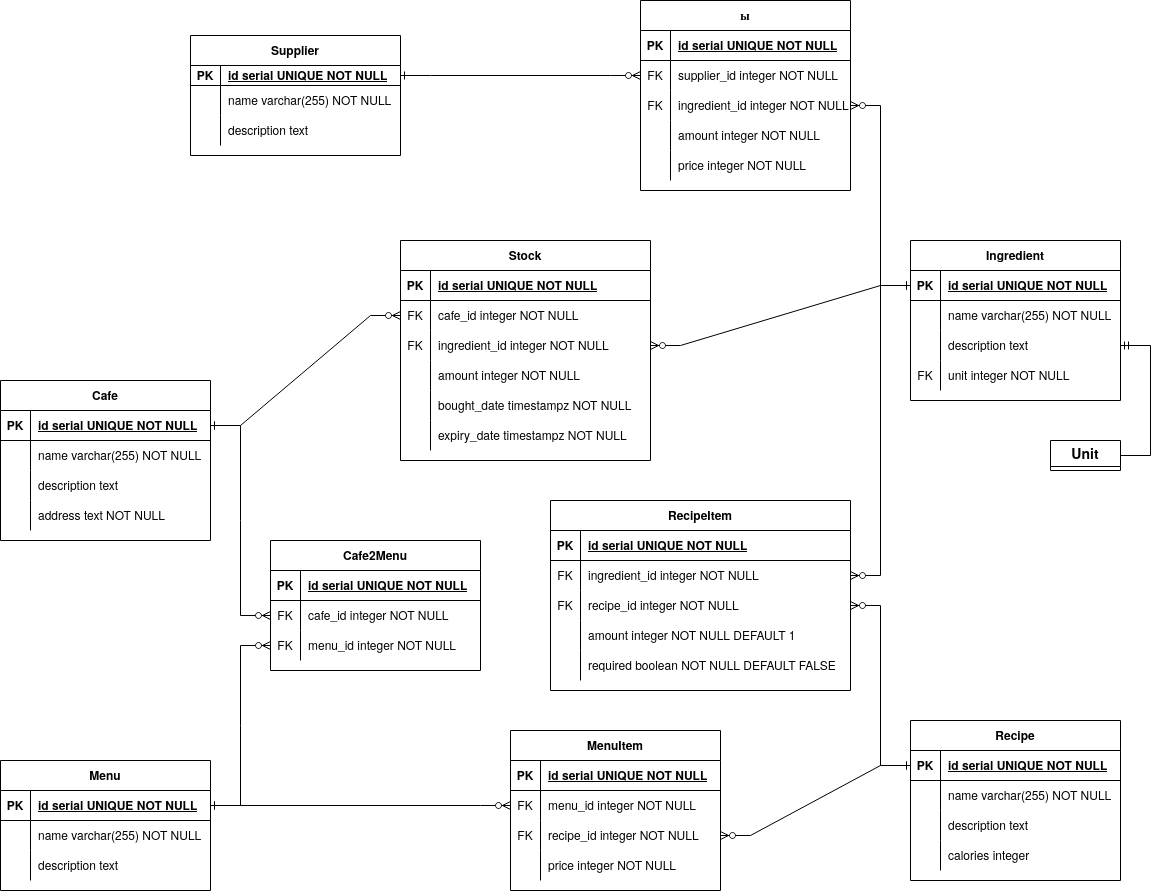 ы
PK id serial UNIQUE NOT NULL
FK supplier_id integer NOT NULL
FK ingredient_id integer NOT NULL
amount integer NOT NULL
price integer NOT NULL
Supplier
PK id serial UNIQUE NOT NULL
name varchar(255) NOT NULL
description text
Stock
PK id serial UNIQUE NOT NULL
FK cafe_id integer NOT NULL
FK ingredient_id integer NOT NULL
amount integer NOT NULL
bought_date timestampz NOT NULL
expiry_date timestampz NOT NULL
Ingredient
PK id serial UNIQUE NOT NULL
name varchar(255) NOT NULL
description text
FK unit integer NOT NULL
Unit
Cafe
PK id serial UNIQUE NOT NULL
name varchar(255) NOT NULL
description text
address text NOT NULL
Cafe2Menu
PK id serial UNIQUE NOT NULL
FK cafe_id integer NOT NULL
FK menu_id integer NOT NULL
RecipeItem
PK id serial UNIQUE NOT NULL
FK ingredient_id integer NOT NULL
FK recipe_id integer NOT NULL
amount integer NOT NULL DEFAULT 1
required boolean NOT NULL DEFAULT FALSE
Menu
PK id serial UNIQUE NOT NULL
name varchar(255) NOT NULL
description text
MenuItem
PK id serial UNIQUE NOT NULL
FK menu_id integer NOT NULL
FK recipe_id integer NOT NULL
price integer NOT NULL
Recipe
PK id serial UNIQUE NOT NULL
name varchar(255) NOT NULL
description text
calories integer